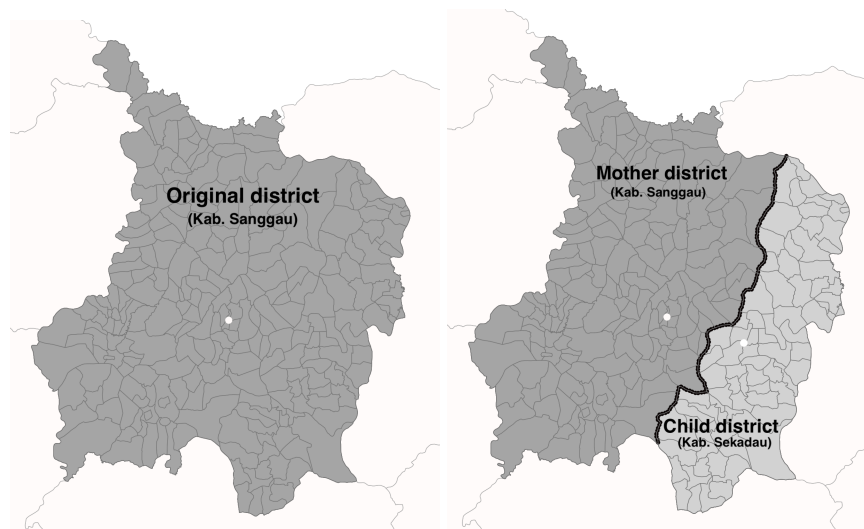 Original district
(Kab. Sanggau)
Mother district
(Kab. Sanggau)
Child district
(Kab. Sekadau)